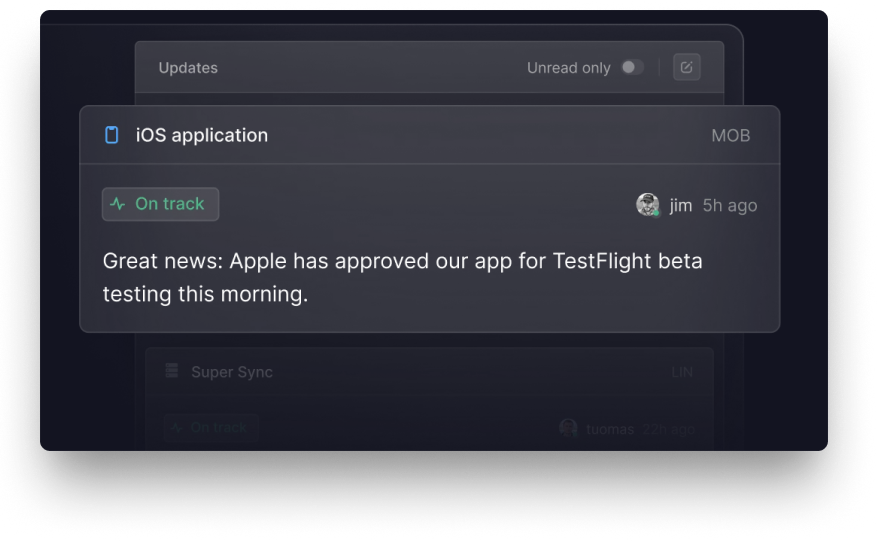 Updates
Unread only
iOS application
MOB
On track
jim 5h ago
Great news: Apple has approved our app for TestFlight beta
testing this morning.
Super Sync
LIN
On track
tuomas 22h ago